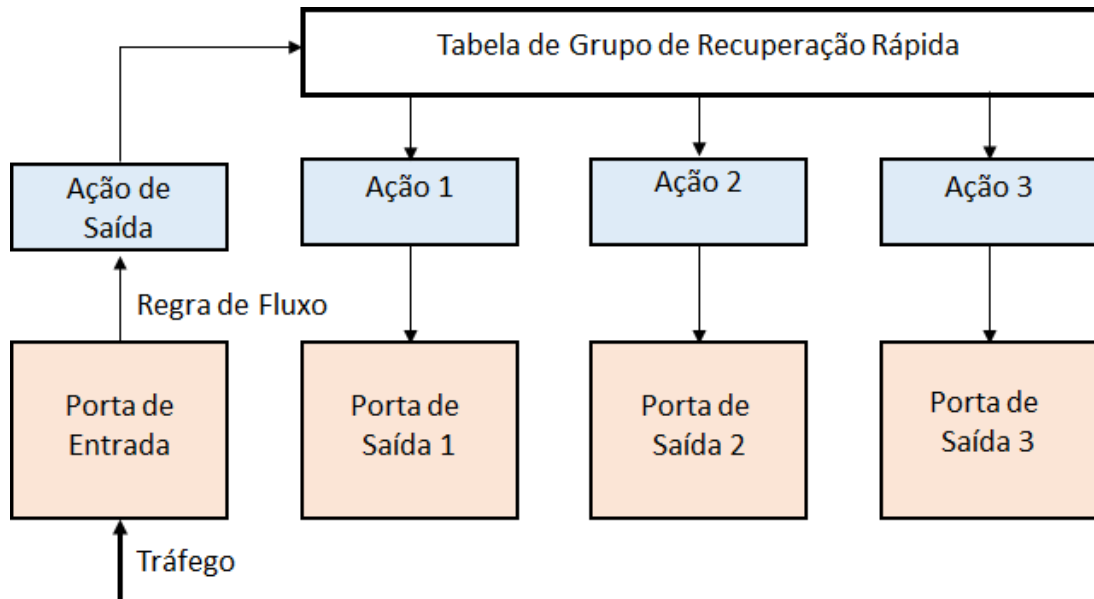 Tabela de Grupo de Recuperação Rápida
Ação de
Saída
Ação 1
Ação 2
Ação 3
Regra de Fluxo
Porta de
Entrada
Porta de
Saída 1
Porta de
Saída 2
Porta de
Saída 3
Tráfego